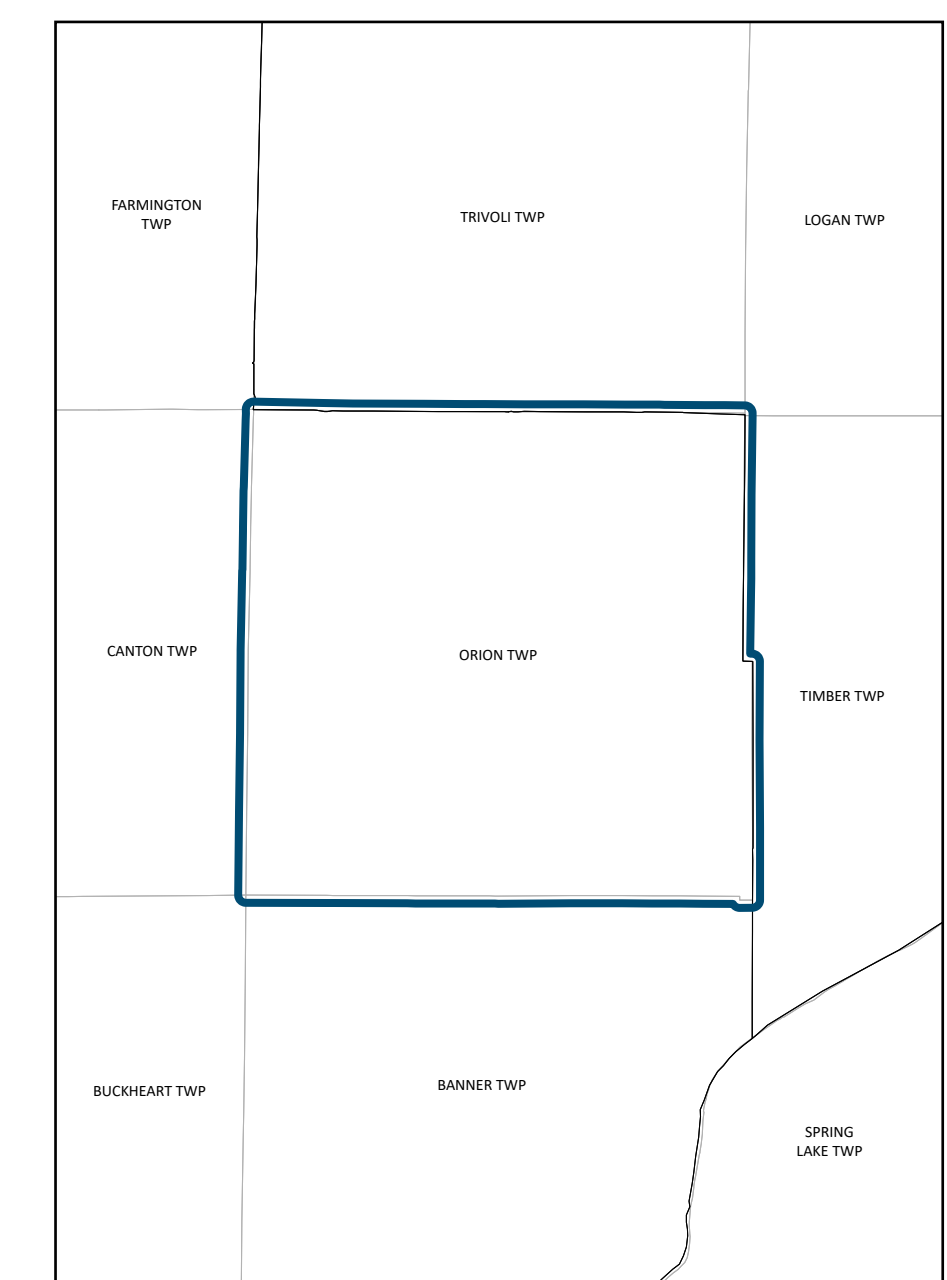 FARMINGTON
TWP
TRIVOLI TWP
LOGAN TWP
CANTON TWP
ORION TWP
TIMBER TWP
BUCKHEART TWP
BANNER TWP
SPRING
LAKE TWP